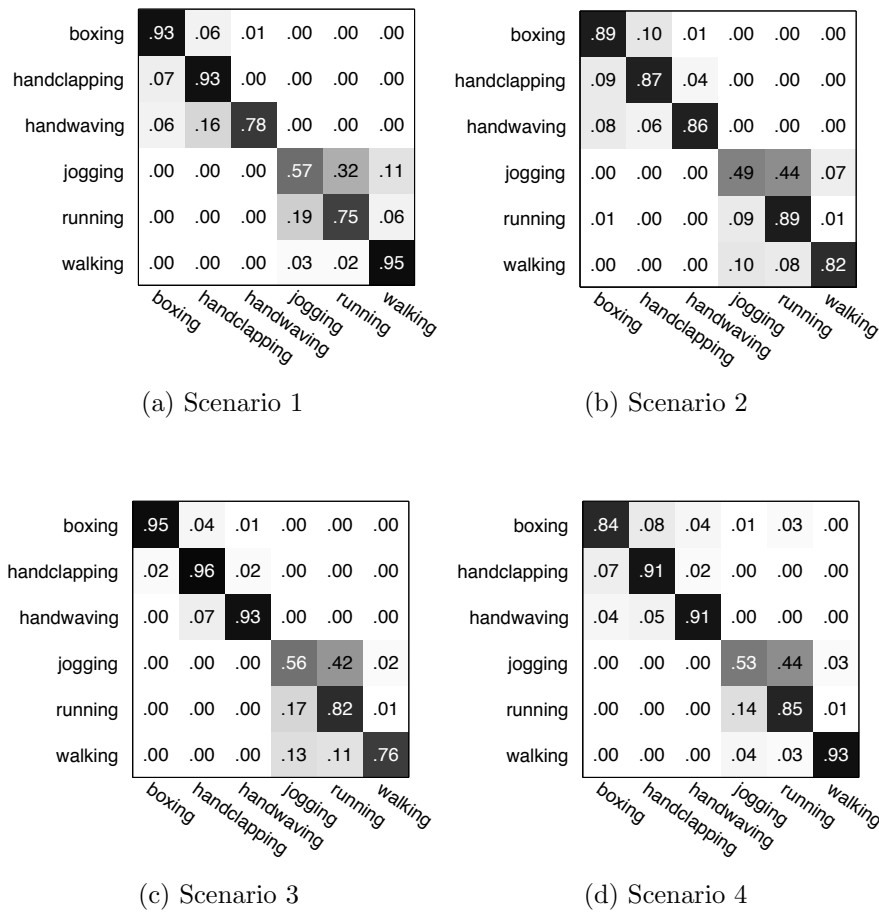 boxing .93 .06 .01 .00 .00 .00
handclapping .07 .93 .00 .00 .00 .00
handwaving .06 .16 .78 .00 .00 .00
jogging .00 .00 .00 .57 .32 .11
running .00 .00 .00 .19 .75 .06
walking .00 .00 .00 .03 .02 .95
boxing handclapping handwaving jogging running walking
(a) Scenario 1
boxing .89 .10 .01 .00 .00 .00
handclapping .09 .87 .04 .00 .00 .00
handwaving .08 .06 .86 .00 .00 .00
jogging .00 .00 .00 .49 .44 .07
running .01 .00 .00 .09 .89 .01
walking .00 .00 .00 .10 .08 .82
boxing handclapping handwaving jogging running walking
(b) Scenario 2
boxing .95 .04 .01 .00 .00 .00
handclapping .02 .96 .02 .00 .00 .00
handwaving .00 .07 .93 .00 .00 .00
jogging .00 .00 .00 .56 .42 .02
running .00 .00 .00 .17 .82 .01
walking .00 .00 .00 .13 .11 .76
boxing handclapping handwaving jogging running walking
(c) Scenario 3
boxing .84 .08 .04 .01 .03 .00
handclapping .07 .91 .02 .00 .00 .00
handwaving .04 .05 .91 .00 .00 .00
jogging .00 .00 .00 .53 .44 .03
running .00 .00 .00 .14 .85 .01
walking .00 .00 .00 .04 .03 .93
boxing handclapping handwaving jogging running walking
(d) Scenario 4